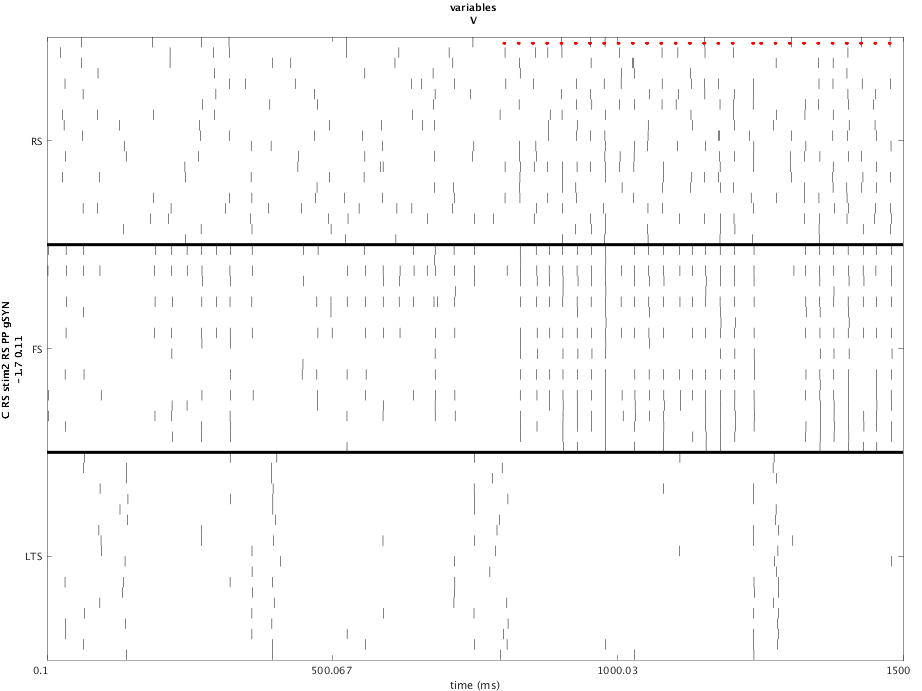 variables
V
RS
FS
LTS
C RS stim2 RS PP gSYN
-1.7 0.11
0.1
500.067
1000.03
1500
time (ms)